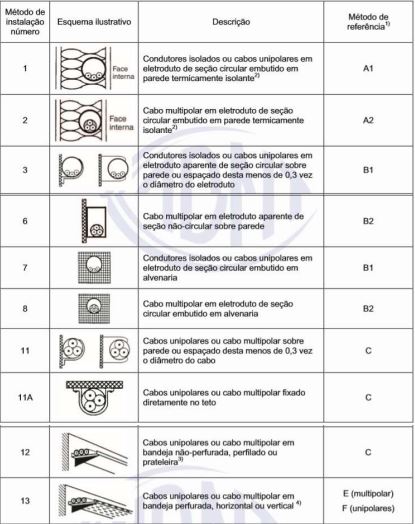 Método de
instalação
número
Esquema ilustrativo
Descrição
Método de
referência1)
1
Face
interna
Condutores isolados ou cabos unipolares em
eletroduto de seção circular embutido em
parede termicamente isolante2)
A1
2
Face
interna
Cabo multipolar em eletroduto de seção
circular embutido em parede termicamente
isolante2)
A2
3
Condutores isolados ou cabos unipolares em
eletroduto aparente de seção circular sobre
parede ou espaçado desta menos de 0,3 vez
o diâmetro do eletroduto
B1
6
Cabo multipolar em eletroduto aparente de
seção não-circular sobre parede
B2
7
Condutores isolados ou cabos unipolares em
eletroduto de seção circular embutido em
alvenaria
B1
8
Cabo multipolar em eletroduto de seção
circular embutido em alvenaria
B2
11
Cabos unipolares ou cabo multipolar sobre
parede ou espaçado desta menos de 0,3 vez
o diâmetro do cabo
C
11A
Cabos unipolares ou cabo multipolar fixado
diretamente no teto
C
12
Cabos unipolares ou cabo multipolar em
bandeja não-perfurada, perfilado ou
prateleira3)
C
13
Cabos unipolares ou cabo multipolar em
bandeja perfurada, horizontal ou vertical 4)
E (multipolar)
F (unipolares)